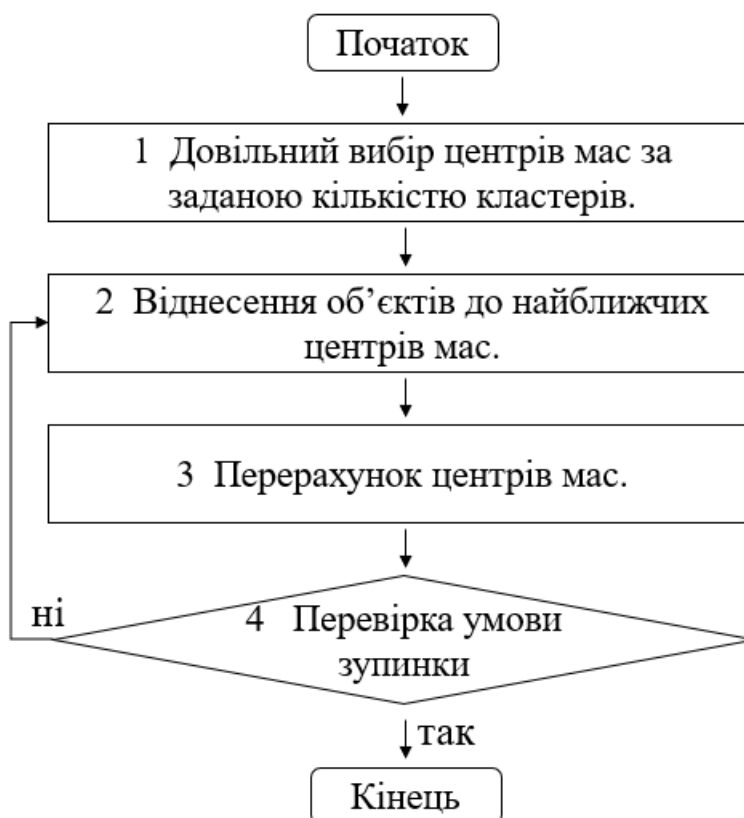 Початок
1 Довільний вибір центрів мас за
заданою кількістю кластерів.
2 Віднесення об’єктів до найближчих
центрів мас.
3 Перерахунок центрів мас.
ні
4 Перевірка умови
зупинки
так
Кінець